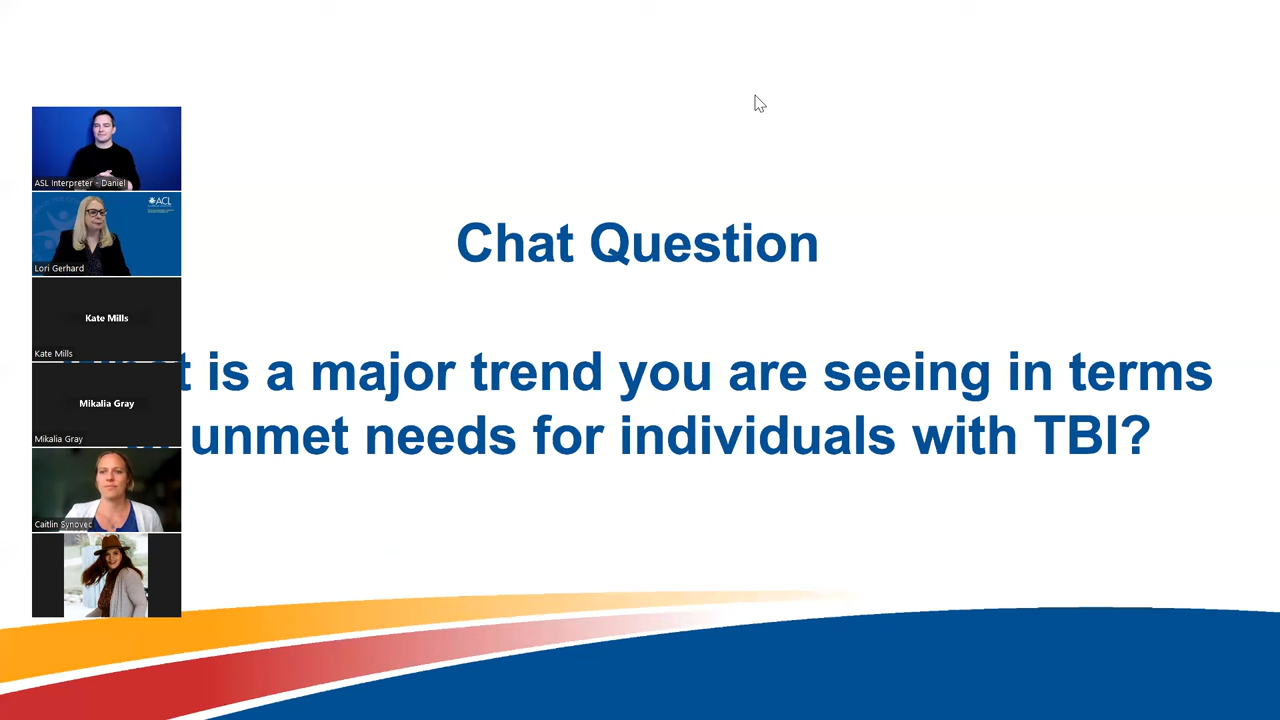 ASL Interpreter - Daniel
ACL
Lori Gerhard
Kate Mills
Kate Mills
Mikalia Gray
Mikalia Gray
Caitlin Synovec
Chat Question
is a major trend you are seeing in terms
unmet needs for individuals with TBI?